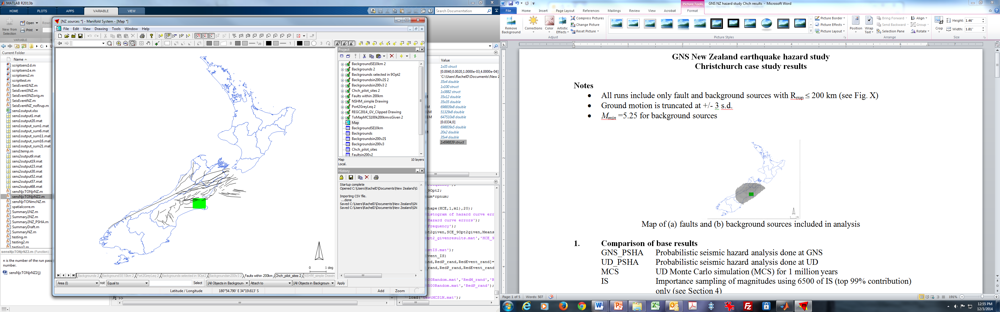 MATLAB R2013b
HOME PLOTS APPS VARIABLE VIEW
Search Documentation
New from Selection
Open
Print
Rows
VARIABLE
Current Folder
Name
scriptsens1d.m
scriptsens1e.m
scriptsens2.m
scripttest.m
SeisEvent1NZ.m
SeisEvent3NZ.m
SeisEvent3NZorig.m
SeisEventNZ.m
SeisEventNZ_noRrup.m
sens1output.xlsx
sens1output1.mat
sens1output20.mat
sens1output_sum1.mat
sens1output_sum6.mat
sens1output_sum11.mat
sens1output_sum16.mat
sens1output_sum21.mat
sens1temp.m
sens2output9.mat
sens2output19.mat
sens2output23.mat
sens2output30.mat
sens2output52.mat
sens2output57.mat
sens2output68.mat
sensNjcTONjrNZ.m
sensNjcTONjrNZ2.m
sensNjrTONmcNZ.m
spatialcorre.m
Summary1NZ.m
Summary2NZ.m
Summary2NZ_PSHA.m
SummaryDraft.m
SummaryNZ.m
testing.m
testing2.m
testing3.m
sensNjcTONjrNZ2.m (Function)
n is the number of the run pass
number.
sensNjcTONjrNZ2(j)
[NZ sources *] - Manifold System - [Map *]
File Edit View Drawing Tools Window Help
Project
BackgroundSE10km 2
Backgrounds 2
Backgrounds selected in 9Opt2
Backgroundsin200v2$ 2
Backgroundsin200v3 2
Chch_pilot_sites 2
Faults within 200km
NSHM_simple Drawing
Port2GreyLeq 2
REGC2014_GV_Clipped Drawing
ToMapMCS100k200kmvsGiven 2
Map
BackgroundSE10km
Backgrounds
Backgroundsin200v2$
Backgroundsin200v3
Chch_pilot_sites
Faultsin200v2
Map 10 layers
Local.
History
Startup complete
Opened C:\Users\RachelD\Documents\New Zealand\G
Importing CSV file.
...done
Saved C:\Users\RachelD\Documents\New Zealand\GN
Saved C:\Users\RachelD\Documents\New Zealand\GN
0 1 deg
Backgrounds 2 BackgroundSE10km 2 Port2GreyLeq 2 Backgrounds selected in 9Opt2 Backgroundsin200v3 2 Faults within 200km Chch_pilot_sites 2 NSHM_simple Drawin
Area (I) not Equal to Select [All Objects in Backgroun Attach to [All Objects in Backgroun Apply
Latitude / Longitude 180°54.790' E 34°19.613' S Add Zoom
Value
1x35 struct
[0.0040,0.0020,1.0000e-03,4.0000e-04]
'C:\Users\RachelD\Documents\New Z
35x4 double
1x100 struct
1x3882 struct
35x12 double
35x35 double
698839x8 double
51329x8 double
647510x8 double
[0.0334,0]
698839x5 double
20x2 double
35x4 double
1x698839 struct
_9Opt2;
um*rpnum;
hape(HCE,1,m1),20);
istogram of hazard curve err
Hazard curve errors');
Frequency');
pt2given,SCE_9Opt2given,Means
pt2_givenresults.mat','HCE_9
stIS.mat');
vent_IS)
rand,RedP_rand,RedEvent_rand]=
_rand,RedP_rand,RedEvent_rand
500Random.mat','RedM_rand','R
500Random.mat','RedP_rand');
load('testMCS1M.mat');
>>
GNS NZ hazard study Chch results - Microsoft Word
Picture Tools
File Home Insert Page Layout References Mailings Review View Acrobat Format
Remove Background
Corrections
Color
Artistic Effects
Compress Pictures
Change Picture
Reset Picture
Adjust
Picture Styles
Picture Border
Picture Effects
Picture Layout
Position
Wrap Text
Bring Forward
Send Backward
Selection Pane
Align
Group
Rotate
Arrange
Crop
Height: 1.46"
Width: 1.81"
Size
GNS New Zealand earthquake hazard study
Christchurch case study results
Notes
• All runs include only fault and background sources with Rrup ≤ 200 km (see Fig. X)
• Ground motion is truncated at +/- 3 s.d.
• Mmin =5.25 for background sources
Map of (a) faults and (b) background sources included in analysis
1. Comparison of base results
GNS_PSHA Probabilistic seismic hazard analysis done at GNS
UD_PSHA Probabilistic seismic hazard analysis done at UD
MCS UD Monte Carlo simulation (MCS) for 1 million years
IS Importance sampling of magnitudes using 6500 of IS (top 99% contribution)
only (see Section 4)
Page: 1 of 5 Words: 507 191%
12:55 PM
12/3/2014